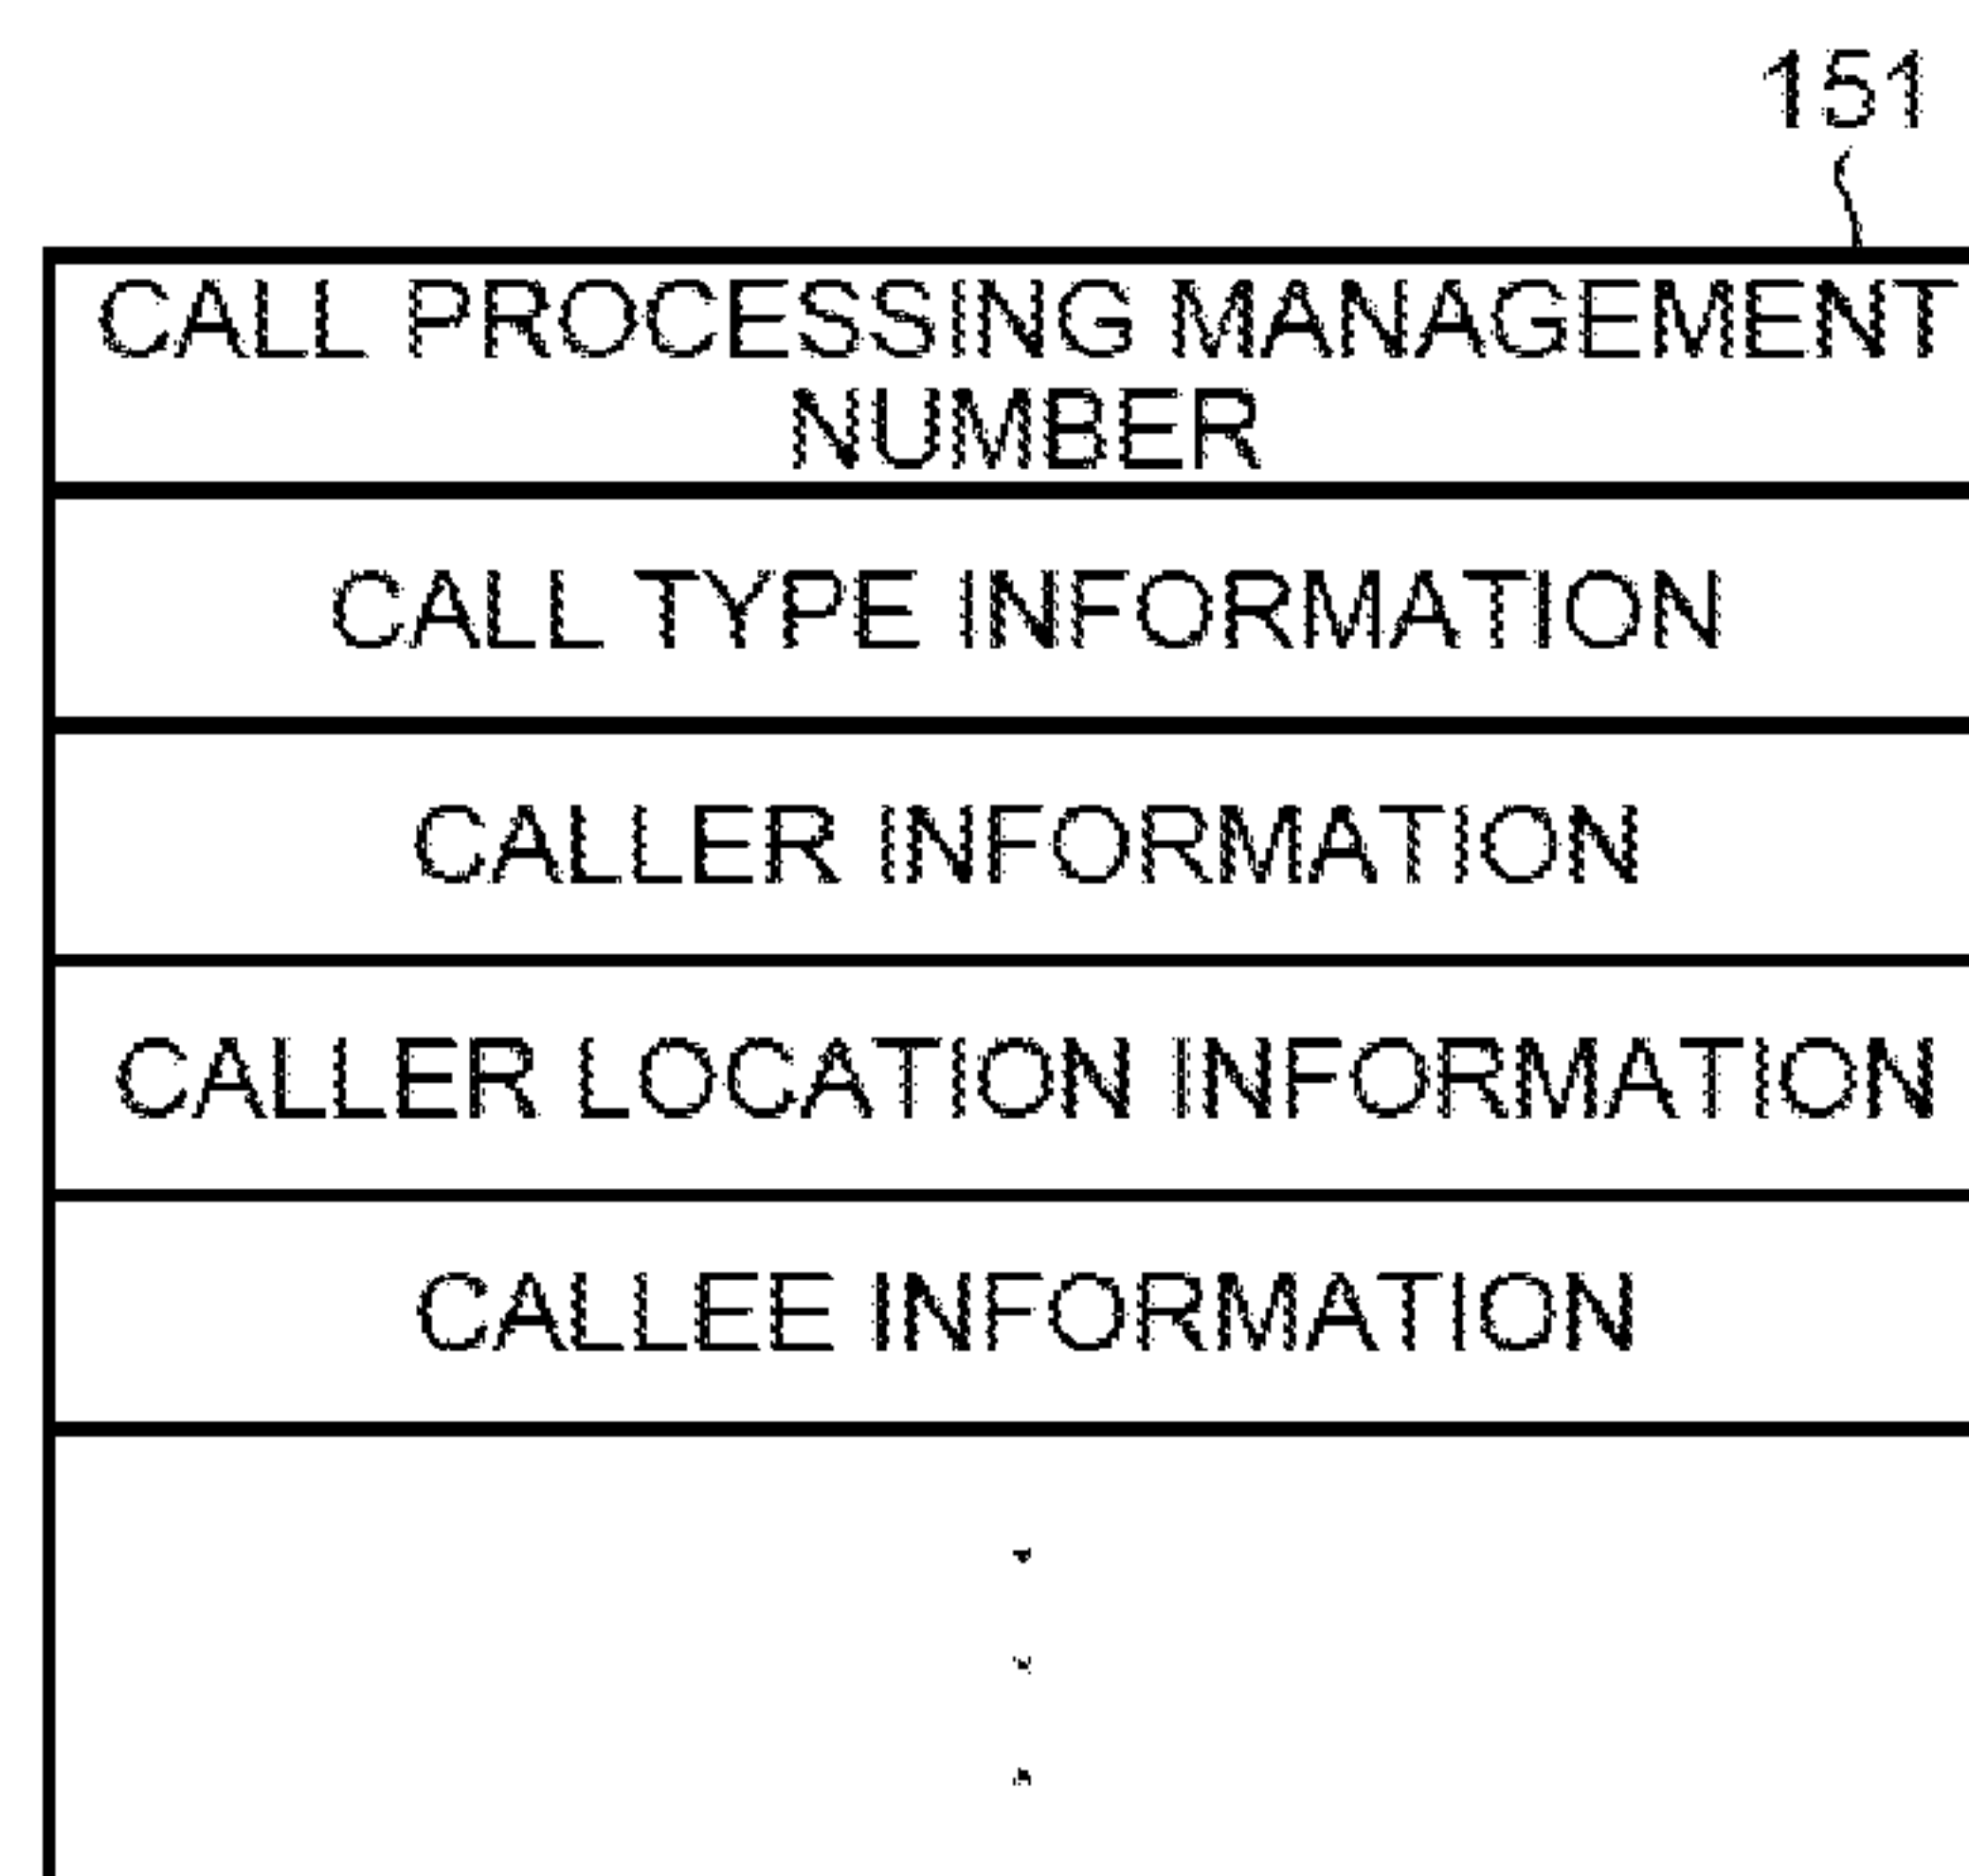 151
CALL PROCESSING MANAGEMENT
NUMBER
CALL TYPE INFORMATION
CALLER INFORMATION
CALLER LOCATION INFORMATION
CALLEE INFORMATION